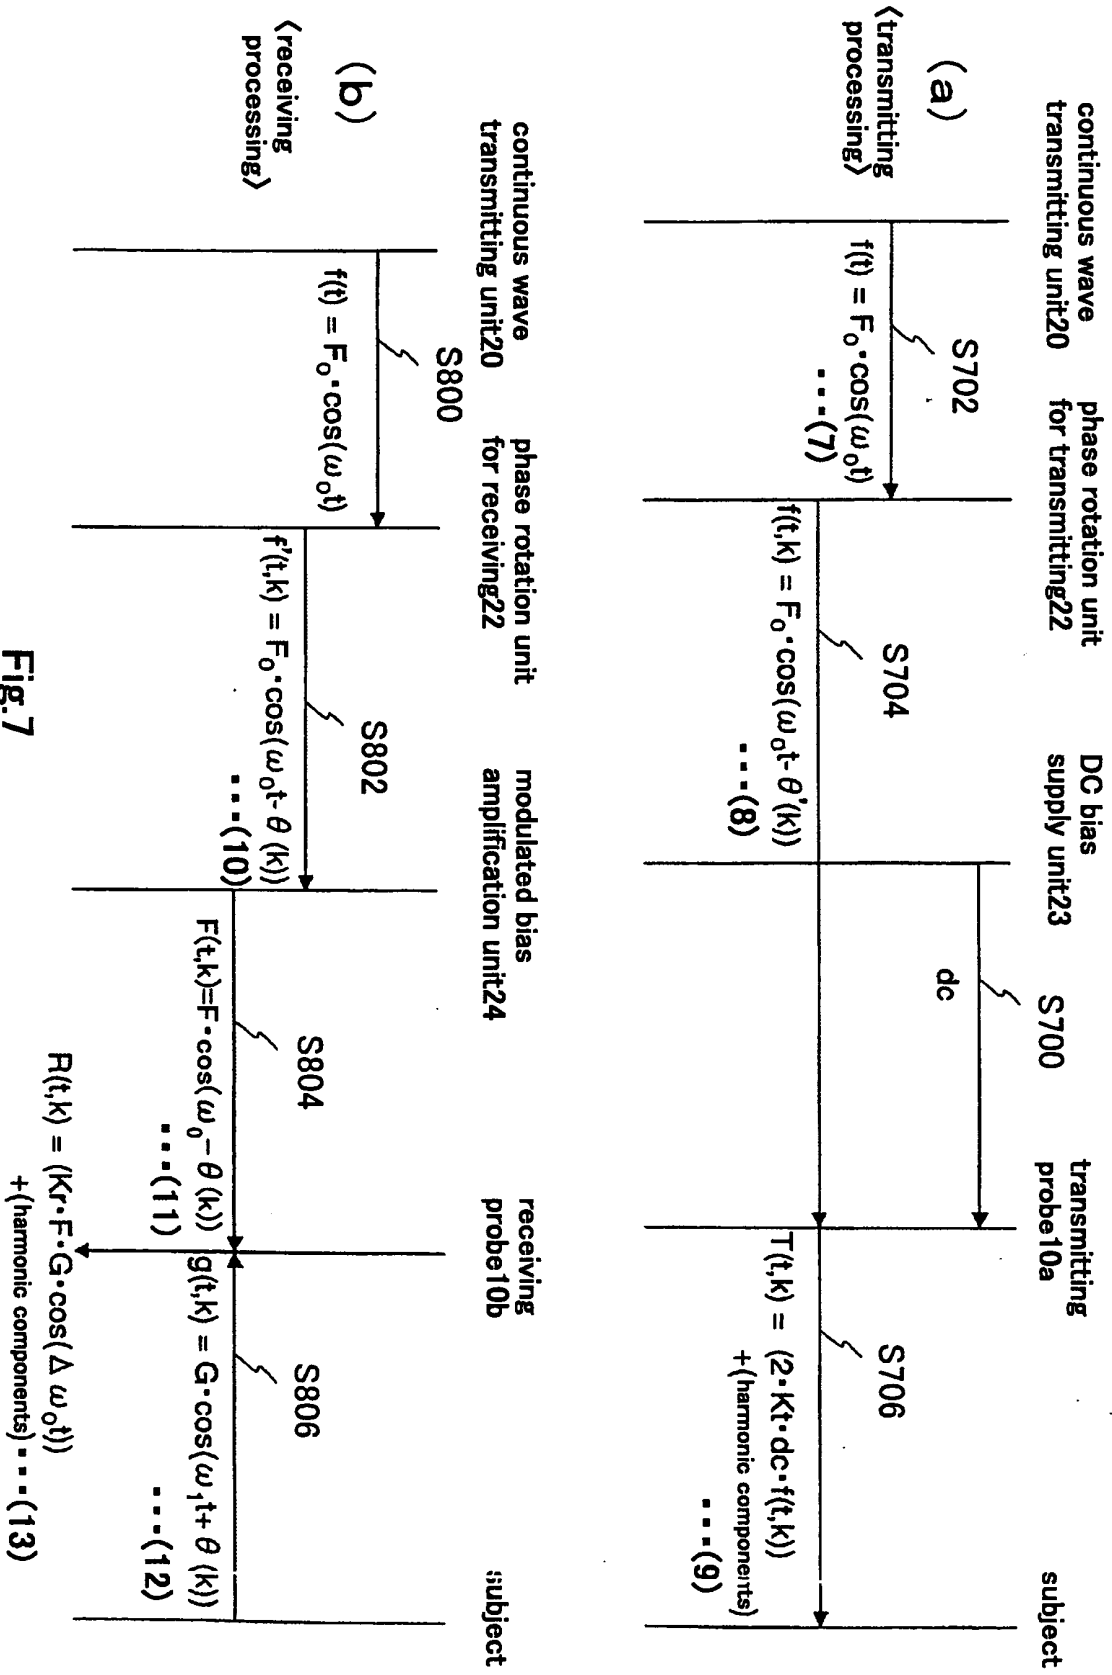 (a)
〈transmitting
processing〉
continuous wave
transmitting unit20
phase rotation unit
for transmitting22
DC bias
supply unit23
transmitting
probe10a
subject
S700
dc
S702
f(t) = F₀·cos(ω₀t)
···(7)
S704
f(t,k) = F₀·cos(ω₀t-θ'(k))
···(8)
S706
T(t,k) = (2·Kt·dc·f(t,k))
+(harmonic components)
···(9)
(b)
〈receiving
processing〉
continuous wave
transmitting unit20
phase rotation unit
for receiving22
modulated bias
amplification unit24
receiving
probe10b
subject
S800
f(t) = F₀·cos(ω₀t)
S802
f'(t,k) = F₀·cos(ω₀t-θ(k))
···(10)
S804
F(t,k)=F·cos(ω₀-θ(k))
···(11)
S806
g(t,k) = G·cos(ω₁t+θ(k))
···(12)
R(t,k) = (Kr·F·G·cos(Δω₀t))
+(harmonic components)···(13)
Fig.7